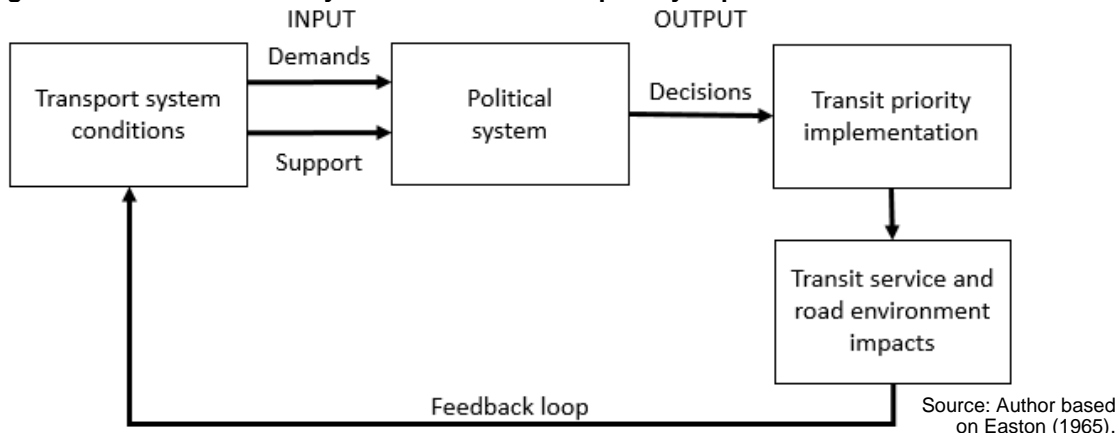 INPUT
OUTPUT
Demands
Transport system
conditions
Support
Political
system
Decisions
Transit priority
implementation
Transit service and
road environment
impacts
Feedback loop
Source: Author based
on Easton (1965).